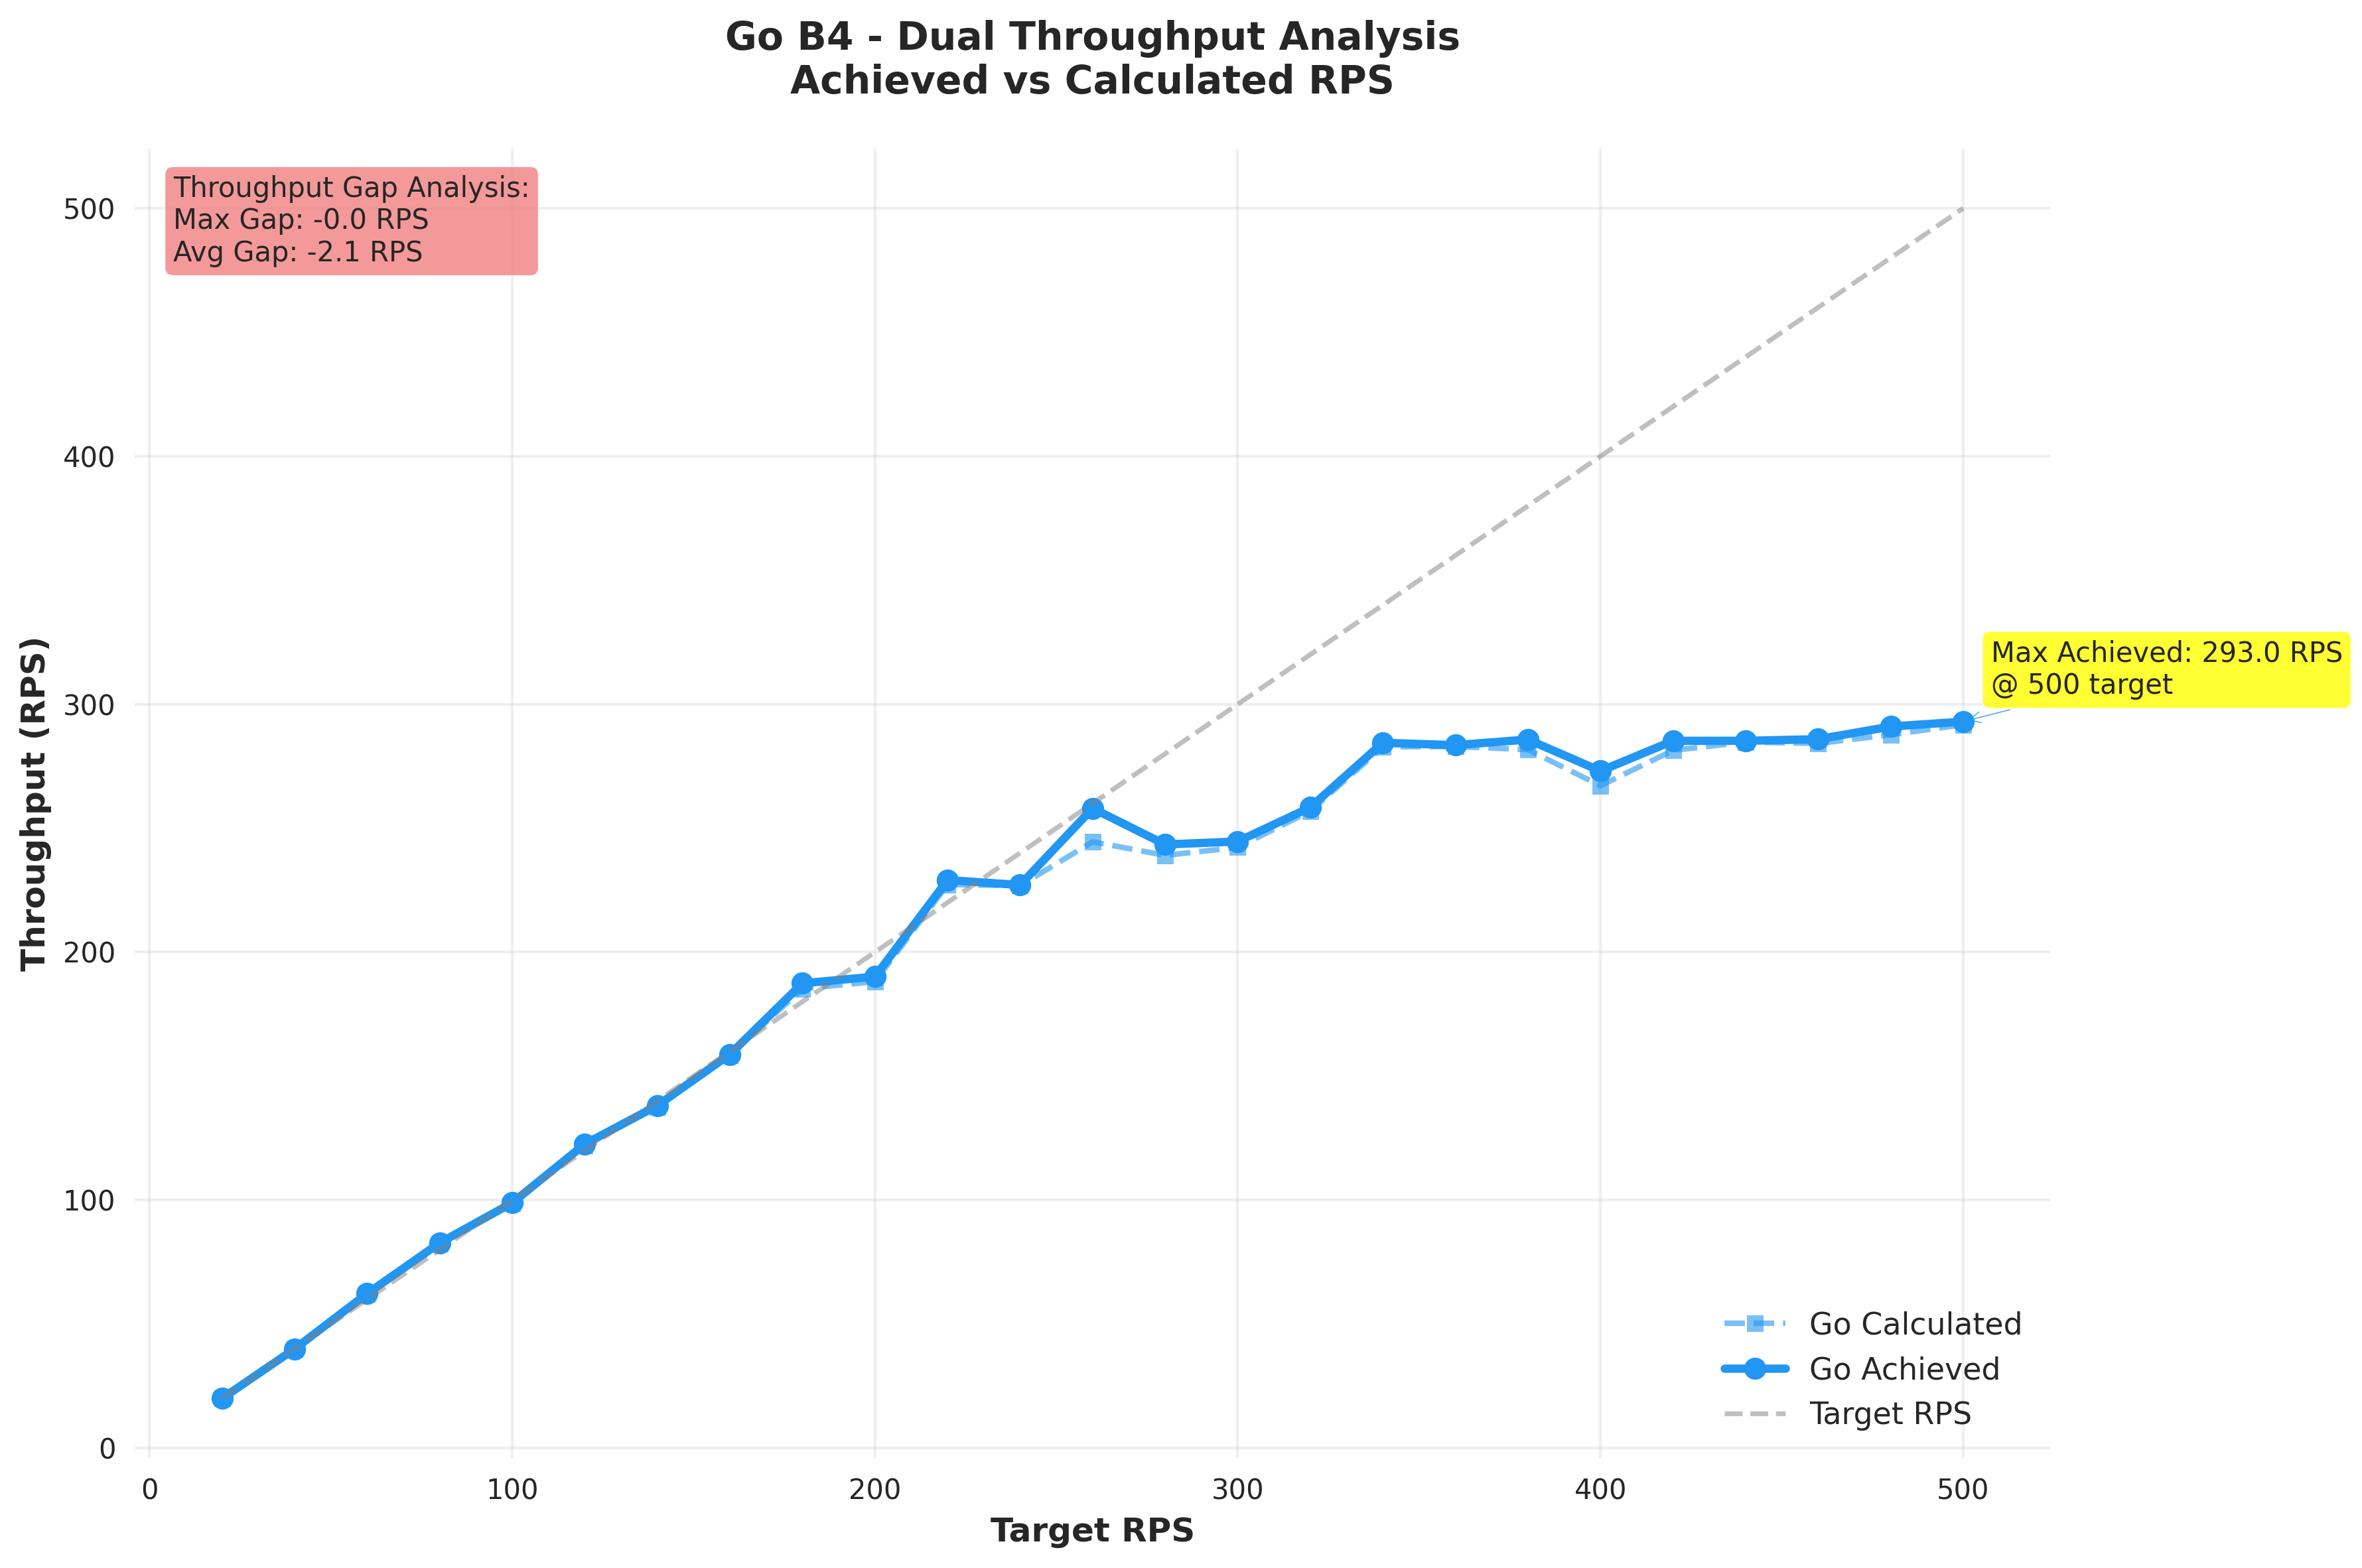 Go B4 - Dual Throughput Analysis
Achieved vs Calculated RPS
Throughput Gap Analysis:
Max Gap: -0.0 RPS
Avg Gap: -2.1 RPS
Max Achieved: 293.0 RPS
@ 500 target
Throughput (RPS)
500
400
300
200
100
0
0
100
200
300
400
500
Target RPS
Go Calculated
Go Achieved
Target RPS